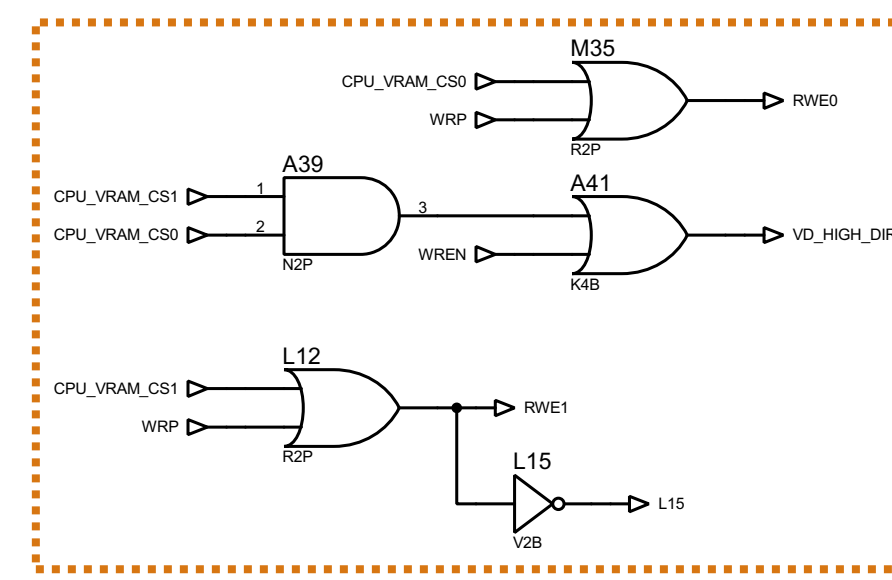 M35
CPU_VRAM_CS0
WRP
RWE0
R2P
A39
CPU_VRAM_CS1
1
CPU_VRAM_CS0
2
3
N2P
A41
WREN
VD_HIGH_DIR
K4B
L12
CPU_VRAM_CS1
WRP
RWE1
R2P
L15
L15
V2B